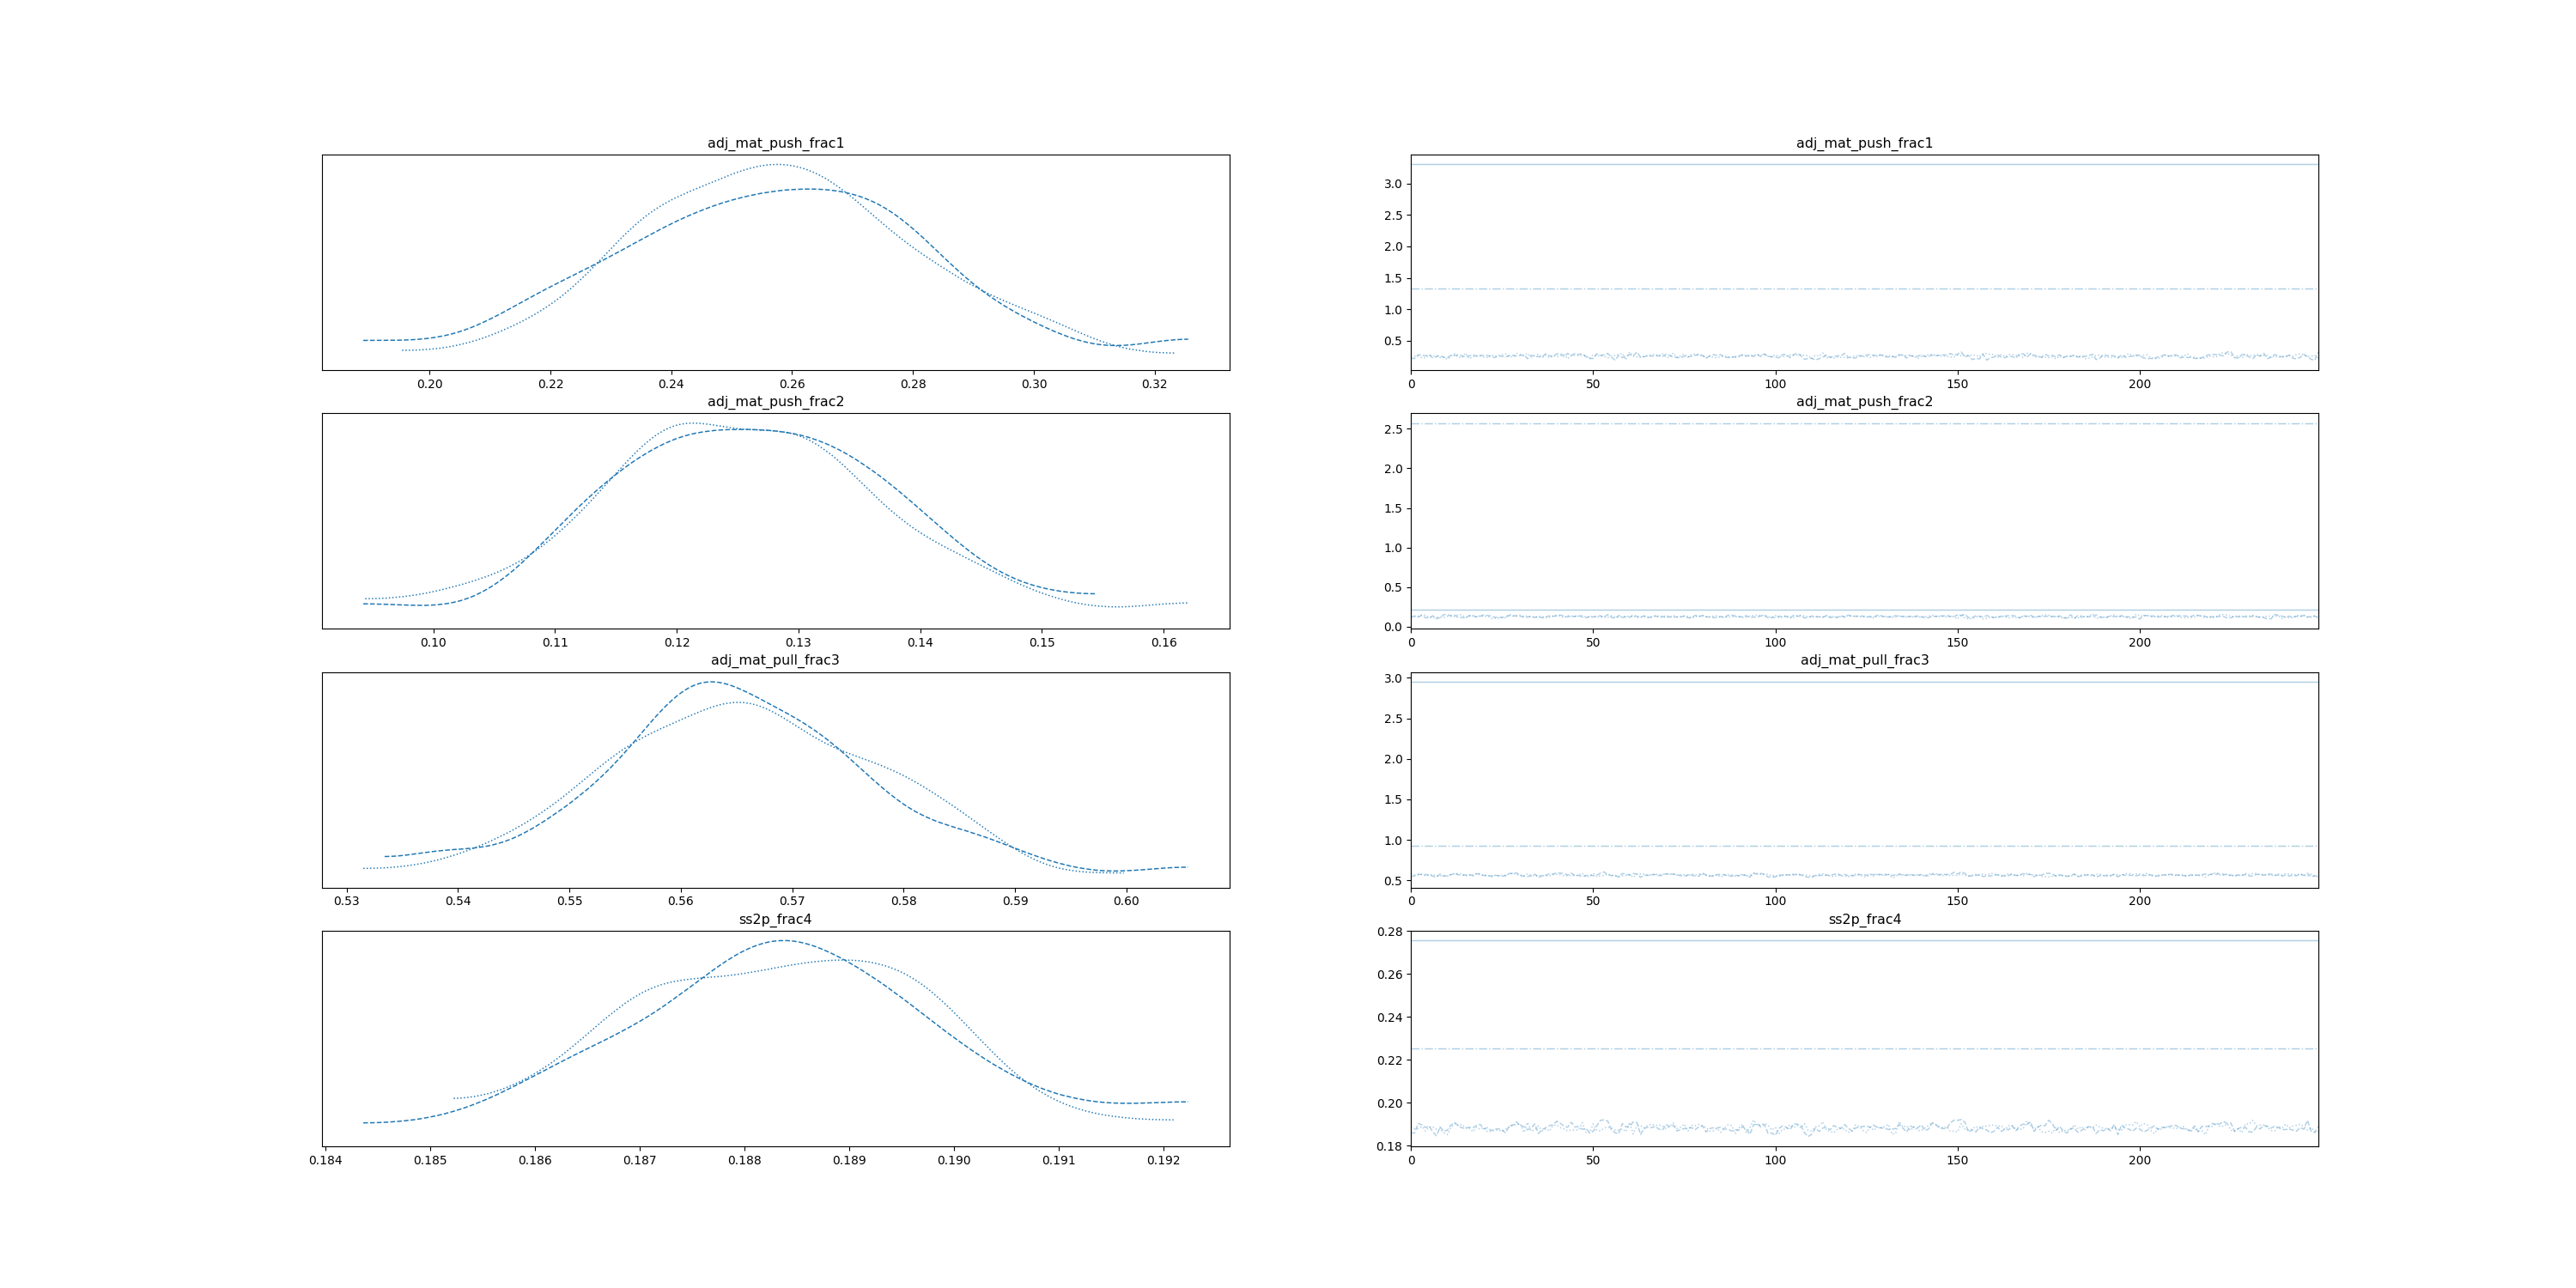 adj_mat_push_frac1
0.20 0.22 0.24 0.26 0.28 0.30 0.32
adj_mat_push_frac1
3.0
2.5
2.0
1.5
1.0
0.5
0 50 100 150 200
adj_mat_push_frac2
0.10 0.11 0.12 0.13 0.14 0.15 0.16
adj_mat_push_frac2
2.5
2.0
1.5
1.0
0.5
0.0
0 50 100 150 200
adj_mat_pull_frac3
0.53 0.54 0.55 0.56 0.57 0.58 0.59 0.60
adj_mat_pull_frac3
3.0
2.5
2.0
1.5
1.0
0.5
0 50 100 150 200
ss2p_frac4
0.184 0.185 0.186 0.187 0.188 0.189 0.190 0.191 0.192
ss2p_frac4
0.28
0.26
0.24
0.22
0.20
0.18
0 50 100 150 200